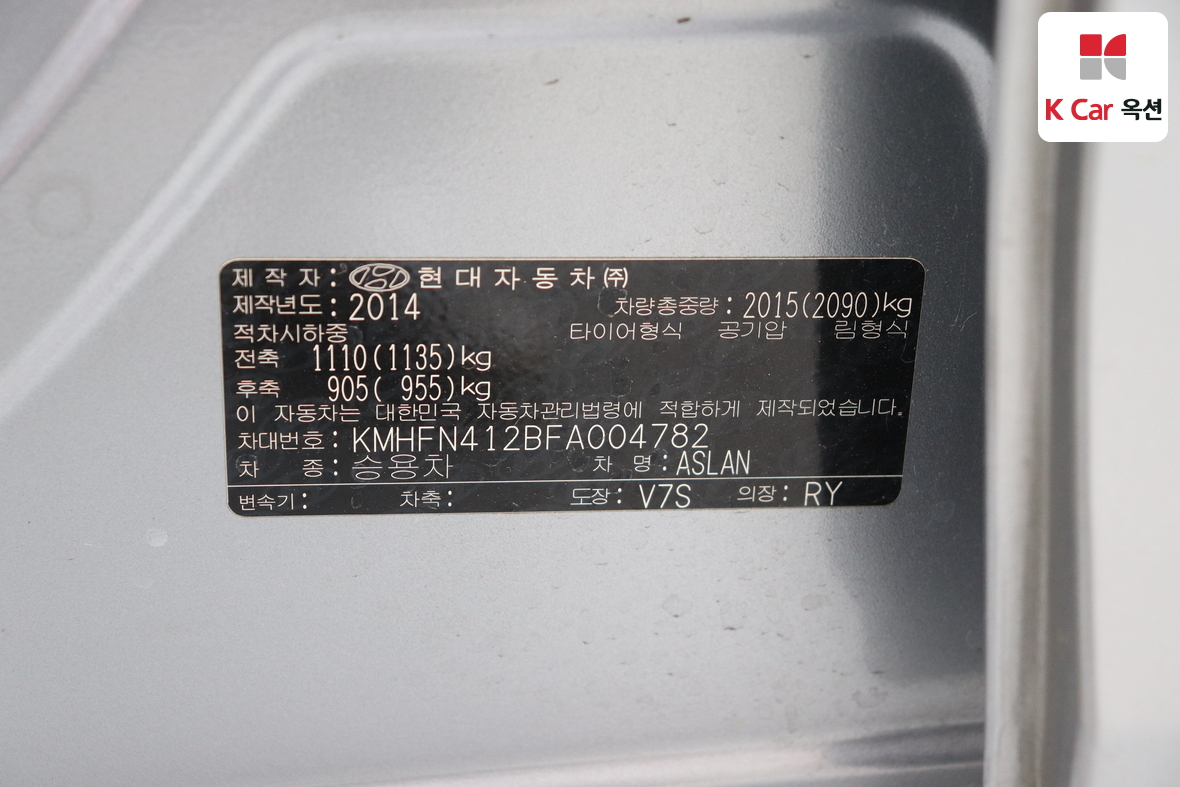 K Car 옥션
제 작 자 : 현 대 자 동 차 ㈜
제작년도 : 2014 차량총중량 : 2015(2090)kg
적차시하중 타이어형식 공기압 림형식
전축 1110(1135)kg
후축 905( 955)kg
이 자동차는 대한민국 자동차관리법령에 적합하게 제작되었습니다.
차대번호 : KMHFN412BFA004782
차 종 : 승용차 차 명 : ASLAN
변속기 : 차축 : 도장 : V7S 의장 : RY